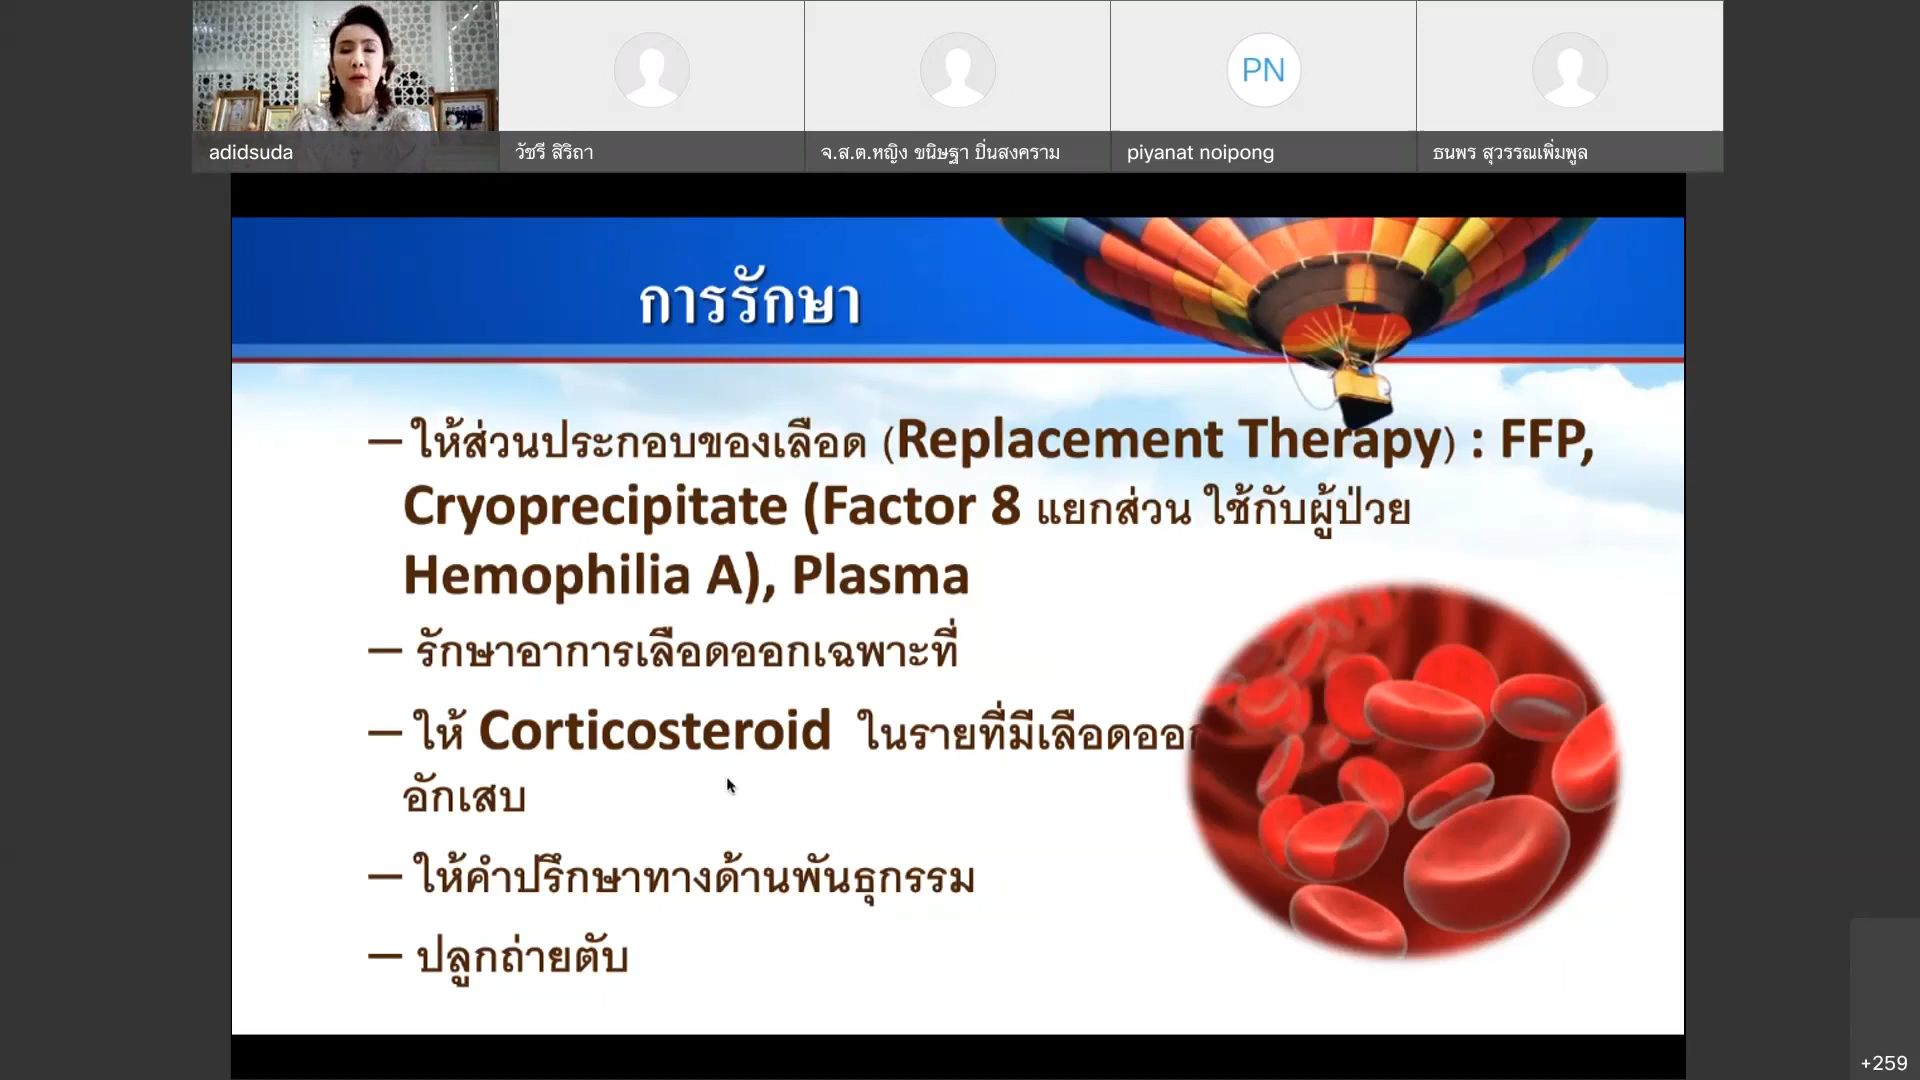 PN
adidsuda
วัชรี สิริถา
จ.ส.ต.หญิง ขนิษฐา ปิ่นสงคราม
piyanat noipong
ธนพร สุวรรณเพิ่มพูล
การรักษา
– ให้ส่วนประกอบของเลือด (Replacement Therapy) : FFP,
Cryoprecipitate (Factor 8 แยกส่วน ใช้กับผู้ป่วย
Hemophilia A), Plasma
– รักษาอาการเลือดออกเฉพาะที่
– ให้ Corticosteroid ในรายที่มีเลือดออก
อักเสบ
– ให้คำปรึกษาทางด้านพันธุกรรม
– ปลูกถ่ายตับ
+259